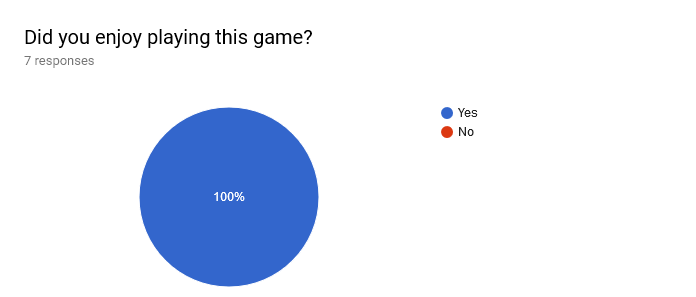 Did you enjoy playing this game?
7 responses
Yes
No
100%